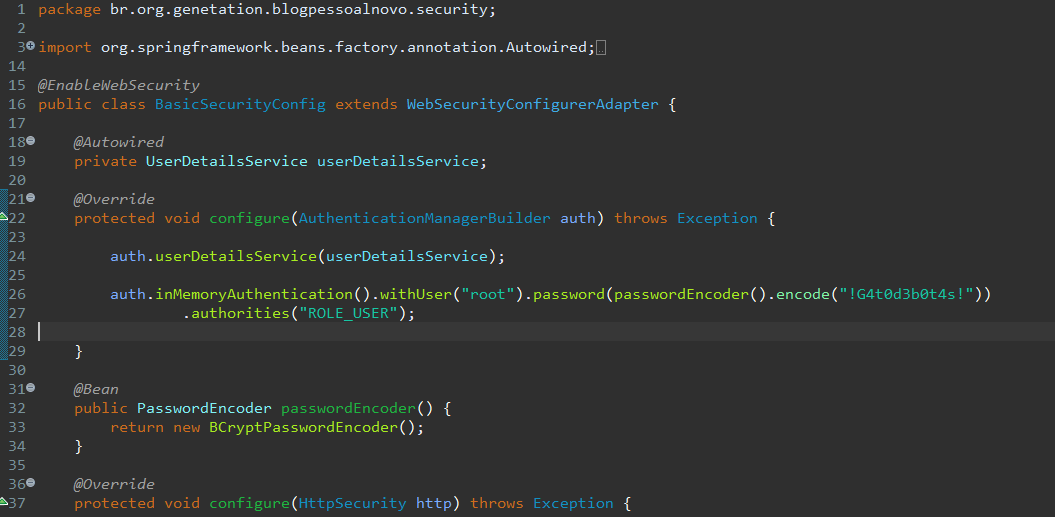 1 package br.org.genetation.blogpessoalnovo.security;
2
3 import org.springframework.beans.factory.annotation.Autowired;
14
15 @EnableWebSecurity
16 public class BasicSecurityConfig extends WebSecurityConfigurerAdapter {
17
18 @Autowired
19 private UserDetailsService userDetailsService;
20
21 @Override
22 protected void configure(AuthenticationManagerBuilder auth) throws Exception {
23
24 auth.userDetailsService(userDetailsService);
25
26 auth.inMemoryAuthentication().withUser("root").password(passwordEncoder().encode("!G4t0d3b0t4s!"))
27 .authorities("ROLE_USER");
28
29 }
30
31 @Bean
32 public PasswordEncoder passwordEncoder() {
33 return new BCryptPasswordEncoder();
34 }
35
36 @Override
37 protected void configure(HttpSecurity http) throws Exception {